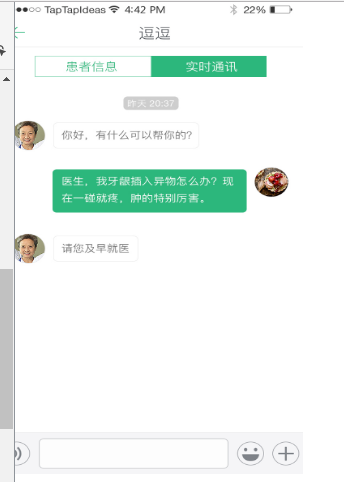 TapTapIdeas 4:42 PM 22%
逗逗
患者信息 实时通讯
昨天 20:37
你好，有什么可以帮你的?
医生，我牙龈插入异物怎么办? 现
在一碰就疼，肿的特别厉害。
请您及早就医